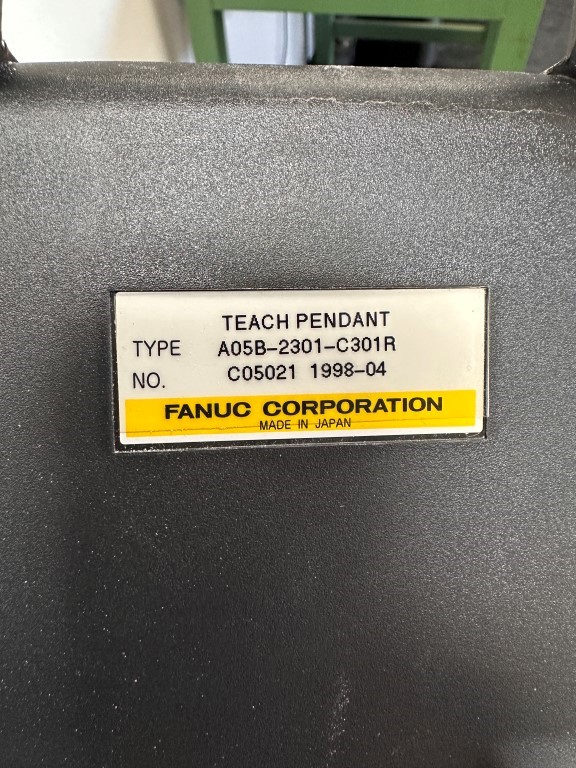 TEACH PENDANT
TYPE A05B-2301-C301R
NO. C05021 1998-04
FANUC CORPORATION
MADE IN JAPAN